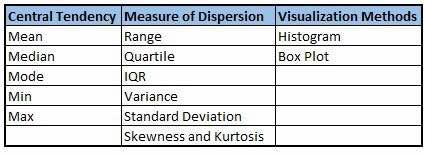 Central Tendency Measure of Dispersion Visualization Methods
Mean Range Histogram
Median Quartile Box Plot
Mode IQR
Min Variance
Max Standard Deviation
Skewness and Kurtosis